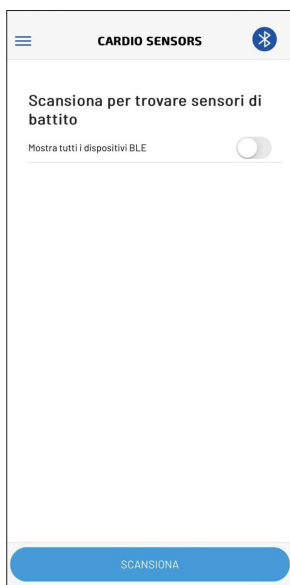 CARDIO SENSORS
Scansiona per trovare sensori di
battito
Mostra tutti i dispositivi BLE
SCANSIONA